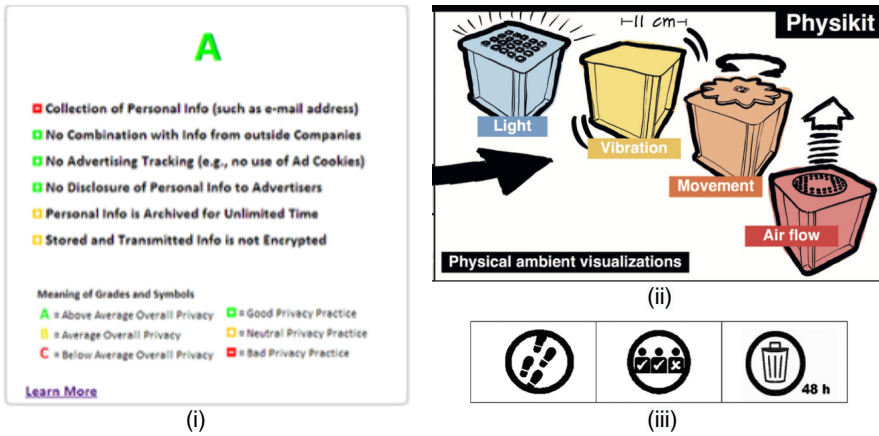 A
Collection of Personal Info (such as e-mail address)
No Combination with Info from outside Companies
No Advertising Tracking (e.g., no use of Ad Cookies)
No Disclosure of Personal Info to Advertisers
Personal Info is Archived for Unlimited Time
Stored and Transmitted Info is not Encrypted
Meaning of Grades and Symbols
A = Above Average Overall Privacy
= Good Privacy Practice
B = Average Overall Privacy
= Neutral Privacy Practice
C = Below Average Overall Privacy
= Bad Privacy Practice
Learn More
(i)
11 cm
Physikit
Light
Vibration
Movement
Air flow
Physical ambient visualizations
(ii)
48 h
(iii)